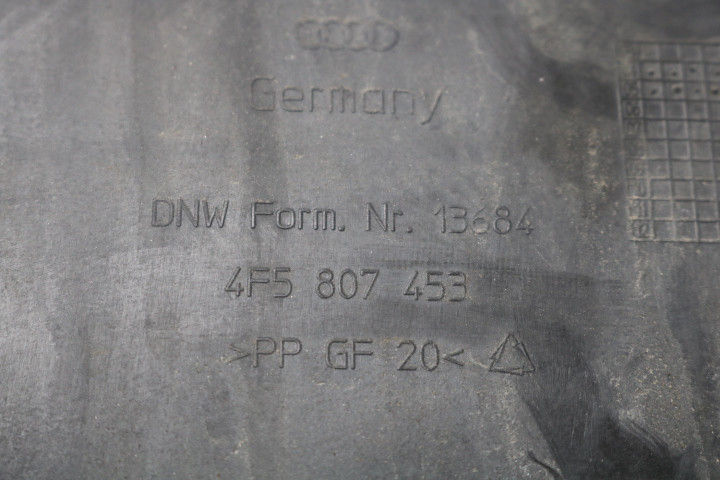 Germany
DNW Form. Nr. 13684
4F5 807 453
>PP GF 20<